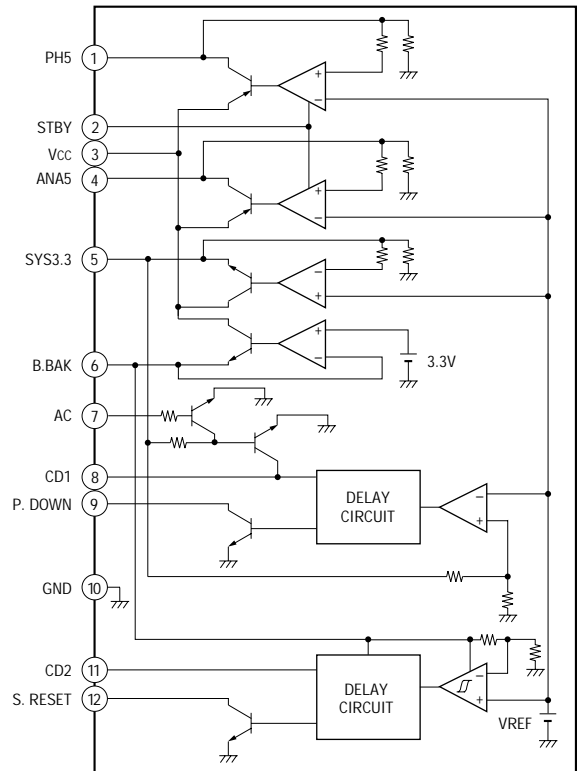 PH5
1
+
−
STBY
2
VCC
3
ANA5
4
+
−
SYS3.3
5
−
+
B.BAK
6
+
−
3.3V
AC
7
CD1
8
DELAY
CIRCUIT
−
+
P. DOWN
9
GND
10
CD2
11
DELAY
CIRCUIT
−
+
S. RESET
12
VREF